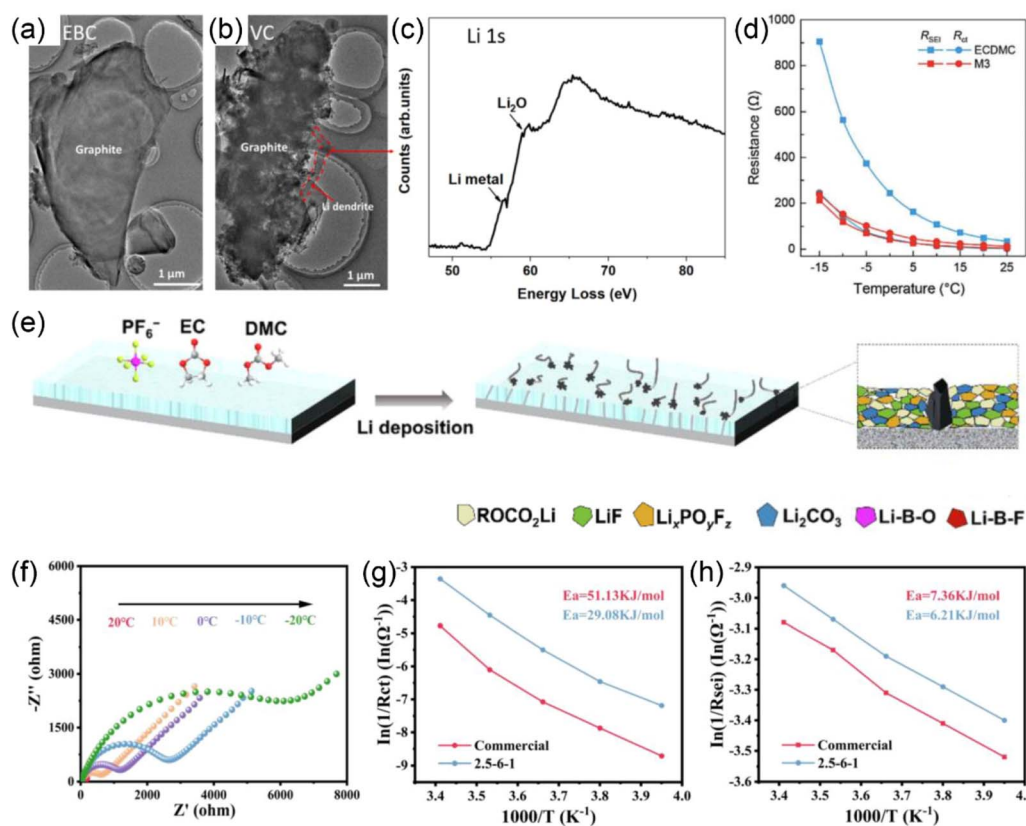 (a) EBC
Graphite
1 μm
(b) VC
Graphite
Li dendrite
1 μm
(c)
Li 1s
Li₂O
Li metal
Counts (arb.units)
50 60 70 80
Energy Loss (eV)
(d)
R_SEI R_ct
ECDMC
M3
Resistance (Ω)
1000
800
600
400
200
0
-15 -5 5 15 25
Temperature (°C)
(e)
PF₆⁻ EC DMC
Li deposition
ROCO₂Li LiF LiₓPOᵧF_z Li₂CO₃ Li-B-O Li-B-F
(f)
20℃ 10℃ 0℃ -10℃ -20℃
-Z'' (ohm)
6000
4500
3000
1500
0
0 2000 4000 6000 8000
Z' (ohm)
(g)
Ea=51.13KJ/mol
Ea=29.08KJ/mol
ln(1/Rct) (ln(Ω⁻¹)
-3
-4
-5
-6
-7
-8
-9
Commercial
2.5-6-1
3.4 3.5 3.6 3.7 3.8 3.9 4.0
1000/T (K⁻¹)
(h)
Ea=7.36KJ/mol
Ea=6.21KJ/mol
ln(1/Rsei) (ln(Ω⁻¹)
-2.9
-3.0
-3.1
-3.2
-3.3
-3.4
-3.5
-3.6
Commercial
2.5-6-1
3.4 3.5 3.6 3.7 3.8 3.9 4.0
1000/T (K⁻¹)